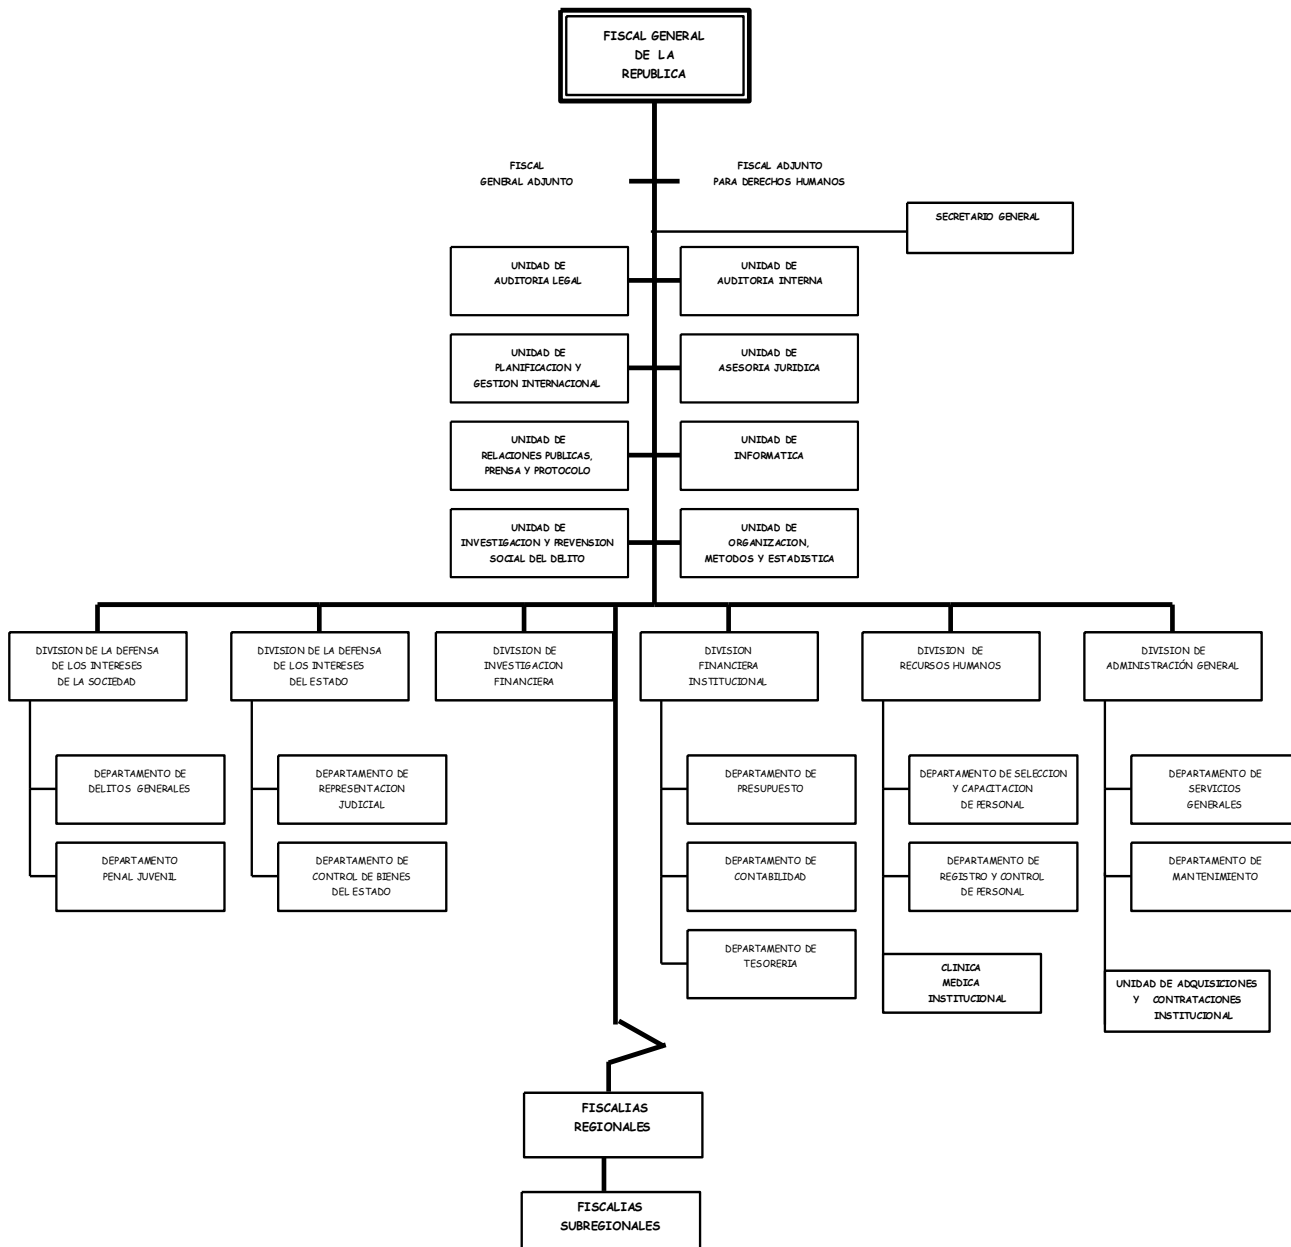 FISCAL GENERAL
DE LA
REPUBLICA
FISCAL
GENERAL ADJUNTO
FISCAL ADJUNTO
PARA DERECHOS HUMANOS
SECRETARIO GENERAL
UNIDAD DE
AUDITORIA LEGAL
UNIDAD DE
AUDITORIA INTERNA
UNIDAD DE
PLANIFICACION Y
GESTION INTERNACIONAL
UNIDAD DE
ASESORIA JURIDICA
UNIDAD DE
RELACIONES PUBLICAS,
PRENSA Y PROTOCOLO
UNIDAD DE
INFORMATICA
UNIDAD DE
INVESTIGACION Y PREVENSION
SOCIAL DEL DELITO
UNIDAD DE
ORGANIZACION,
METODOS Y ESTADISTICA
DIVISION DE LA DEFENSA
DE LOS INTERESES
DE LA SOCIEDAD
DIVISION DE LA DEFENSA
DE LOS INTERESES
DEL ESTADO
DIVISION DE
INVESTIGACION
FINANCIERA
DIVISION
FINANCIERA
INSTITUCIONAL
DIVISION DE
RECURSOS HUMANOS
DIVISION DE
ADMINISTRACIÓN GENERAL
DEPARTAMENTO DE
DELITOS GENERALES
DEPARTAMENTO DE
REPRESENTACION
JUDICIAL
DEPARTAMENTO DE
PRESUPUESTO
DEPARTAMENTO DE SELECCION
Y CAPACITACION
DE PERSONAL
DEPARTAMENTO DE
SERVICIOS
GENERALES
DEPARTAMENTO
PENAL JUVENIL
DEPARTAMENTO DE
CONTROL DE BIENES
DEL ESTADO
DEPARTAMENTO DE
CONTABILIDAD
DEPARTAMENTO DE
REGISTRO Y CONTROL
DE PERSONAL
DEPARTAMENTO DE
MANTENIMIENTO
DEPARTAMENTO DE
TESORERIA
CLINICA
MEDICA
INSTITUCIONAL
UNIDAD DE ADQUISICIONES
Y CONTRATACIONES
INSTITUCIONAL
FISCALIAS
REGIONALES
FISCALIAS
SUBREGIONALES